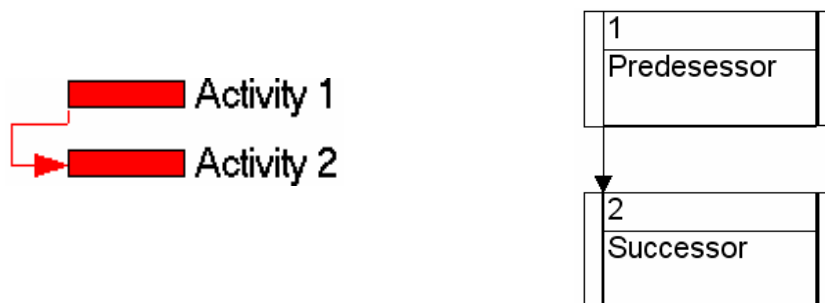 Activity 1
Activity 2
1
Predesessor
2
Successor